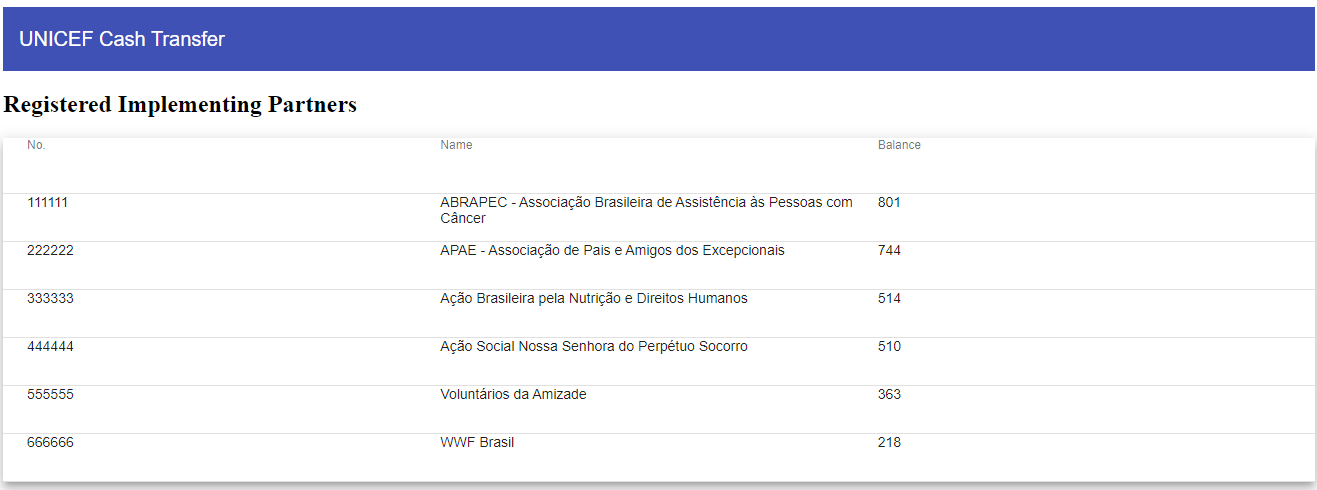 UNICEF Cash Transfer
Registered Implementing Partners
No. Name Balance
111111 ABRAPEC - Associação Brasileira de Assistência às Pessoas com 801
Câncer
222222 APAE - Associação de Pais e Amigos dos Excepcionais 744
333333 Ação Brasileira pela Nutrição e Direitos Humanos 514
444444 Ação Social Nossa Senhora do Perpétuo Socorro 510
555555 Voluntários da Amizade 363
666666 WWF Brasil 218